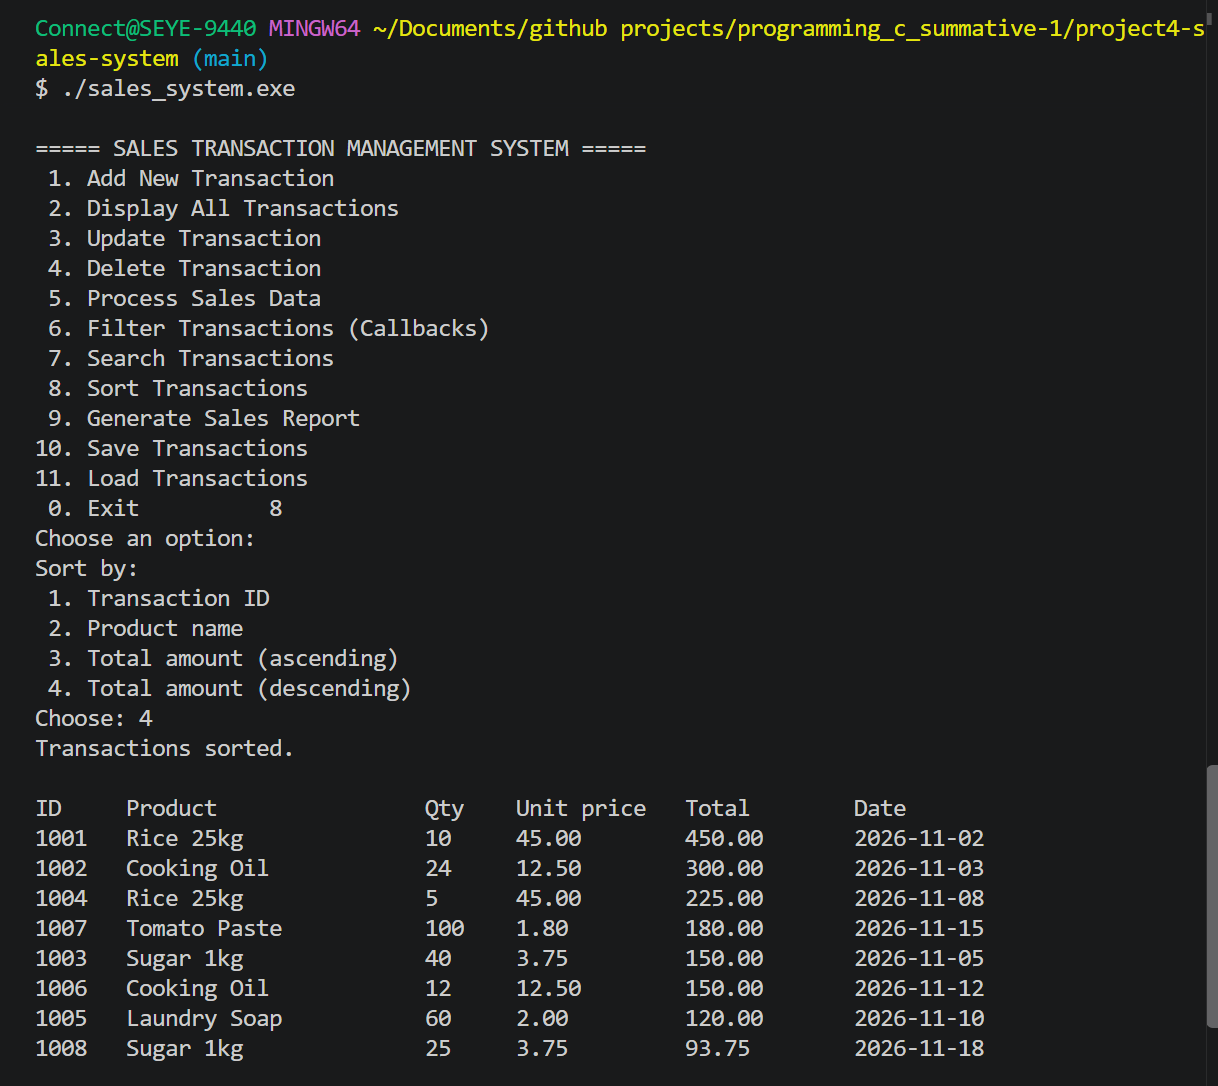 Connect@SEYE-9440 MINGW64 ~/Documents/github projects/programming_c_summative-1/project4-s
ales-system (main)
$ ./sales_system.exe

===== SALES TRANSACTION MANAGEMENT SYSTEM =====
 1. Add New Transaction
 2. Display All Transactions
 3. Update Transaction
 4. Delete Transaction
 5. Process Sales Data
 6. Filter Transactions (Callbacks)
 7. Search Transactions
 8. Sort Transactions
 9. Generate Sales Report
10. Save Transactions
11. Load Transactions
 0. Exit          8
Choose an option:
Sort by:
 1. Transaction ID
 2. Product name
 3. Total amount (ascending)
 4. Total amount (descending)
Choose: 4
Transactions sorted.

ID     Product                Qty    Unit price   Total        Date
1001   Rice 25kg              10     45.00        450.00       2026-11-02
1002   Cooking Oil            24     12.50        300.00       2026-11-03
1004   Rice 25kg              5      45.00        225.00       2026-11-08
1007   Tomato Paste           100    1.80         180.00       2026-11-15
1003   Sugar 1kg              40     3.75         150.00       2026-11-05
1006   Cooking Oil            12     12.50        150.00       2026-11-12
1005   Laundry Soap           60     2.00         120.00       2026-11-10
1008   Sugar 1kg              25     3.75         93.75        2026-11-18